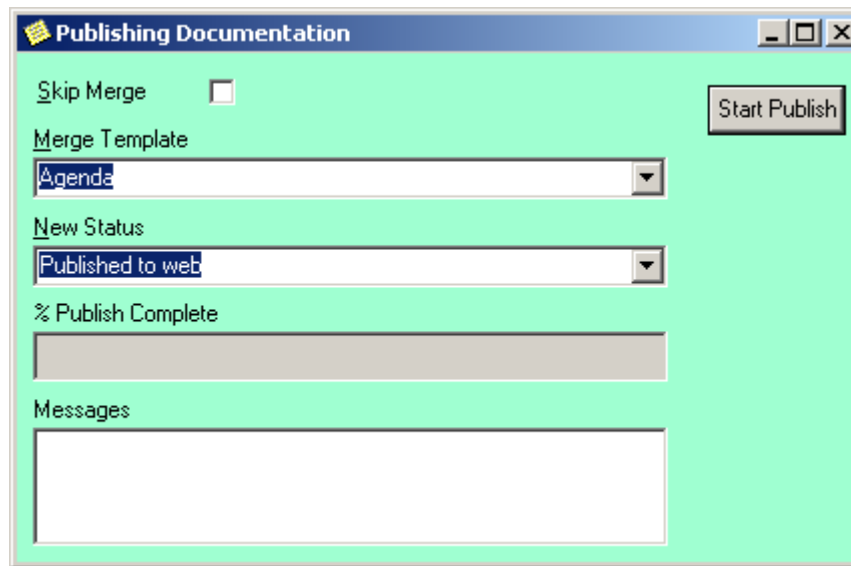 Publishing Documentation
Skip Merge
Start Publish
Merge Template
Agenda
New Status
Published to web
% Publish Complete
Messages